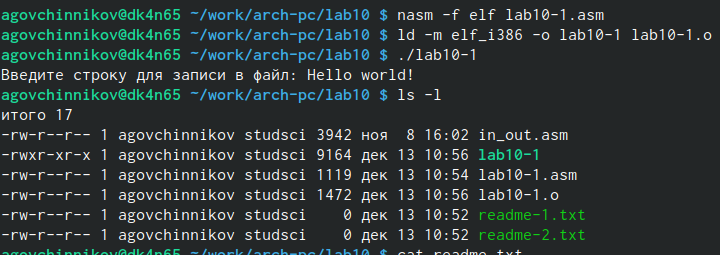 agovchinnikov@dk4n65 ~/work/arch-pc/lab10 $ nasm -f elf lab10-1.asm
agovchinnikov@dk4n65 ~/work/arch-pc/lab10 $ ld -m elf_i386 -o lab10-1 lab10-1.o
agovchinnikov@dk4n65 ~/work/arch-pc/lab10 $ ./lab10-1
Введите строку для записи в файл: Hello world!
agovchinnikov@dk4n65 ~/work/arch-pc/lab10 $ ls -l
итого 17
-rw-r--r-- 1 agovchinnikov studsci 3942 ноя  8 16:02 in_out.asm
-rwxr-xr-x 1 agovchinnikov studsci 9164 дек 13 10:56 lab10-1
-rw-r--r-- 1 agovchinnikov studsci 1119 дек 13 10:54 lab10-1.asm
-rw-r--r-- 1 agovchinnikov studsci 1472 дек 13 10:56 lab10-1.o
-rw-r--r-- 1 agovchinnikov studsci    0 дек 13 10:52 readme-1.txt
-rw-r--r-- 1 agovchinnikov studsci    0 дек 13 10:52 readme-2.txt
agovchinnikov@dk4n65 ~/work/arch-pc/lab10 $ cat readme.txt